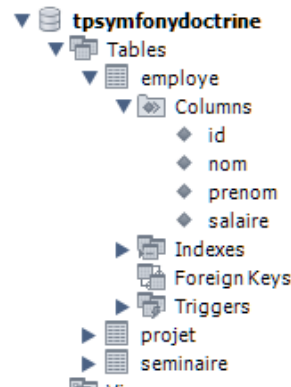 tpsymfonydoctrine
Tables
employe
Columns
id
nom
prenom
salaire
Indexes
Foreign Keys
Triggers
projet
seminaire